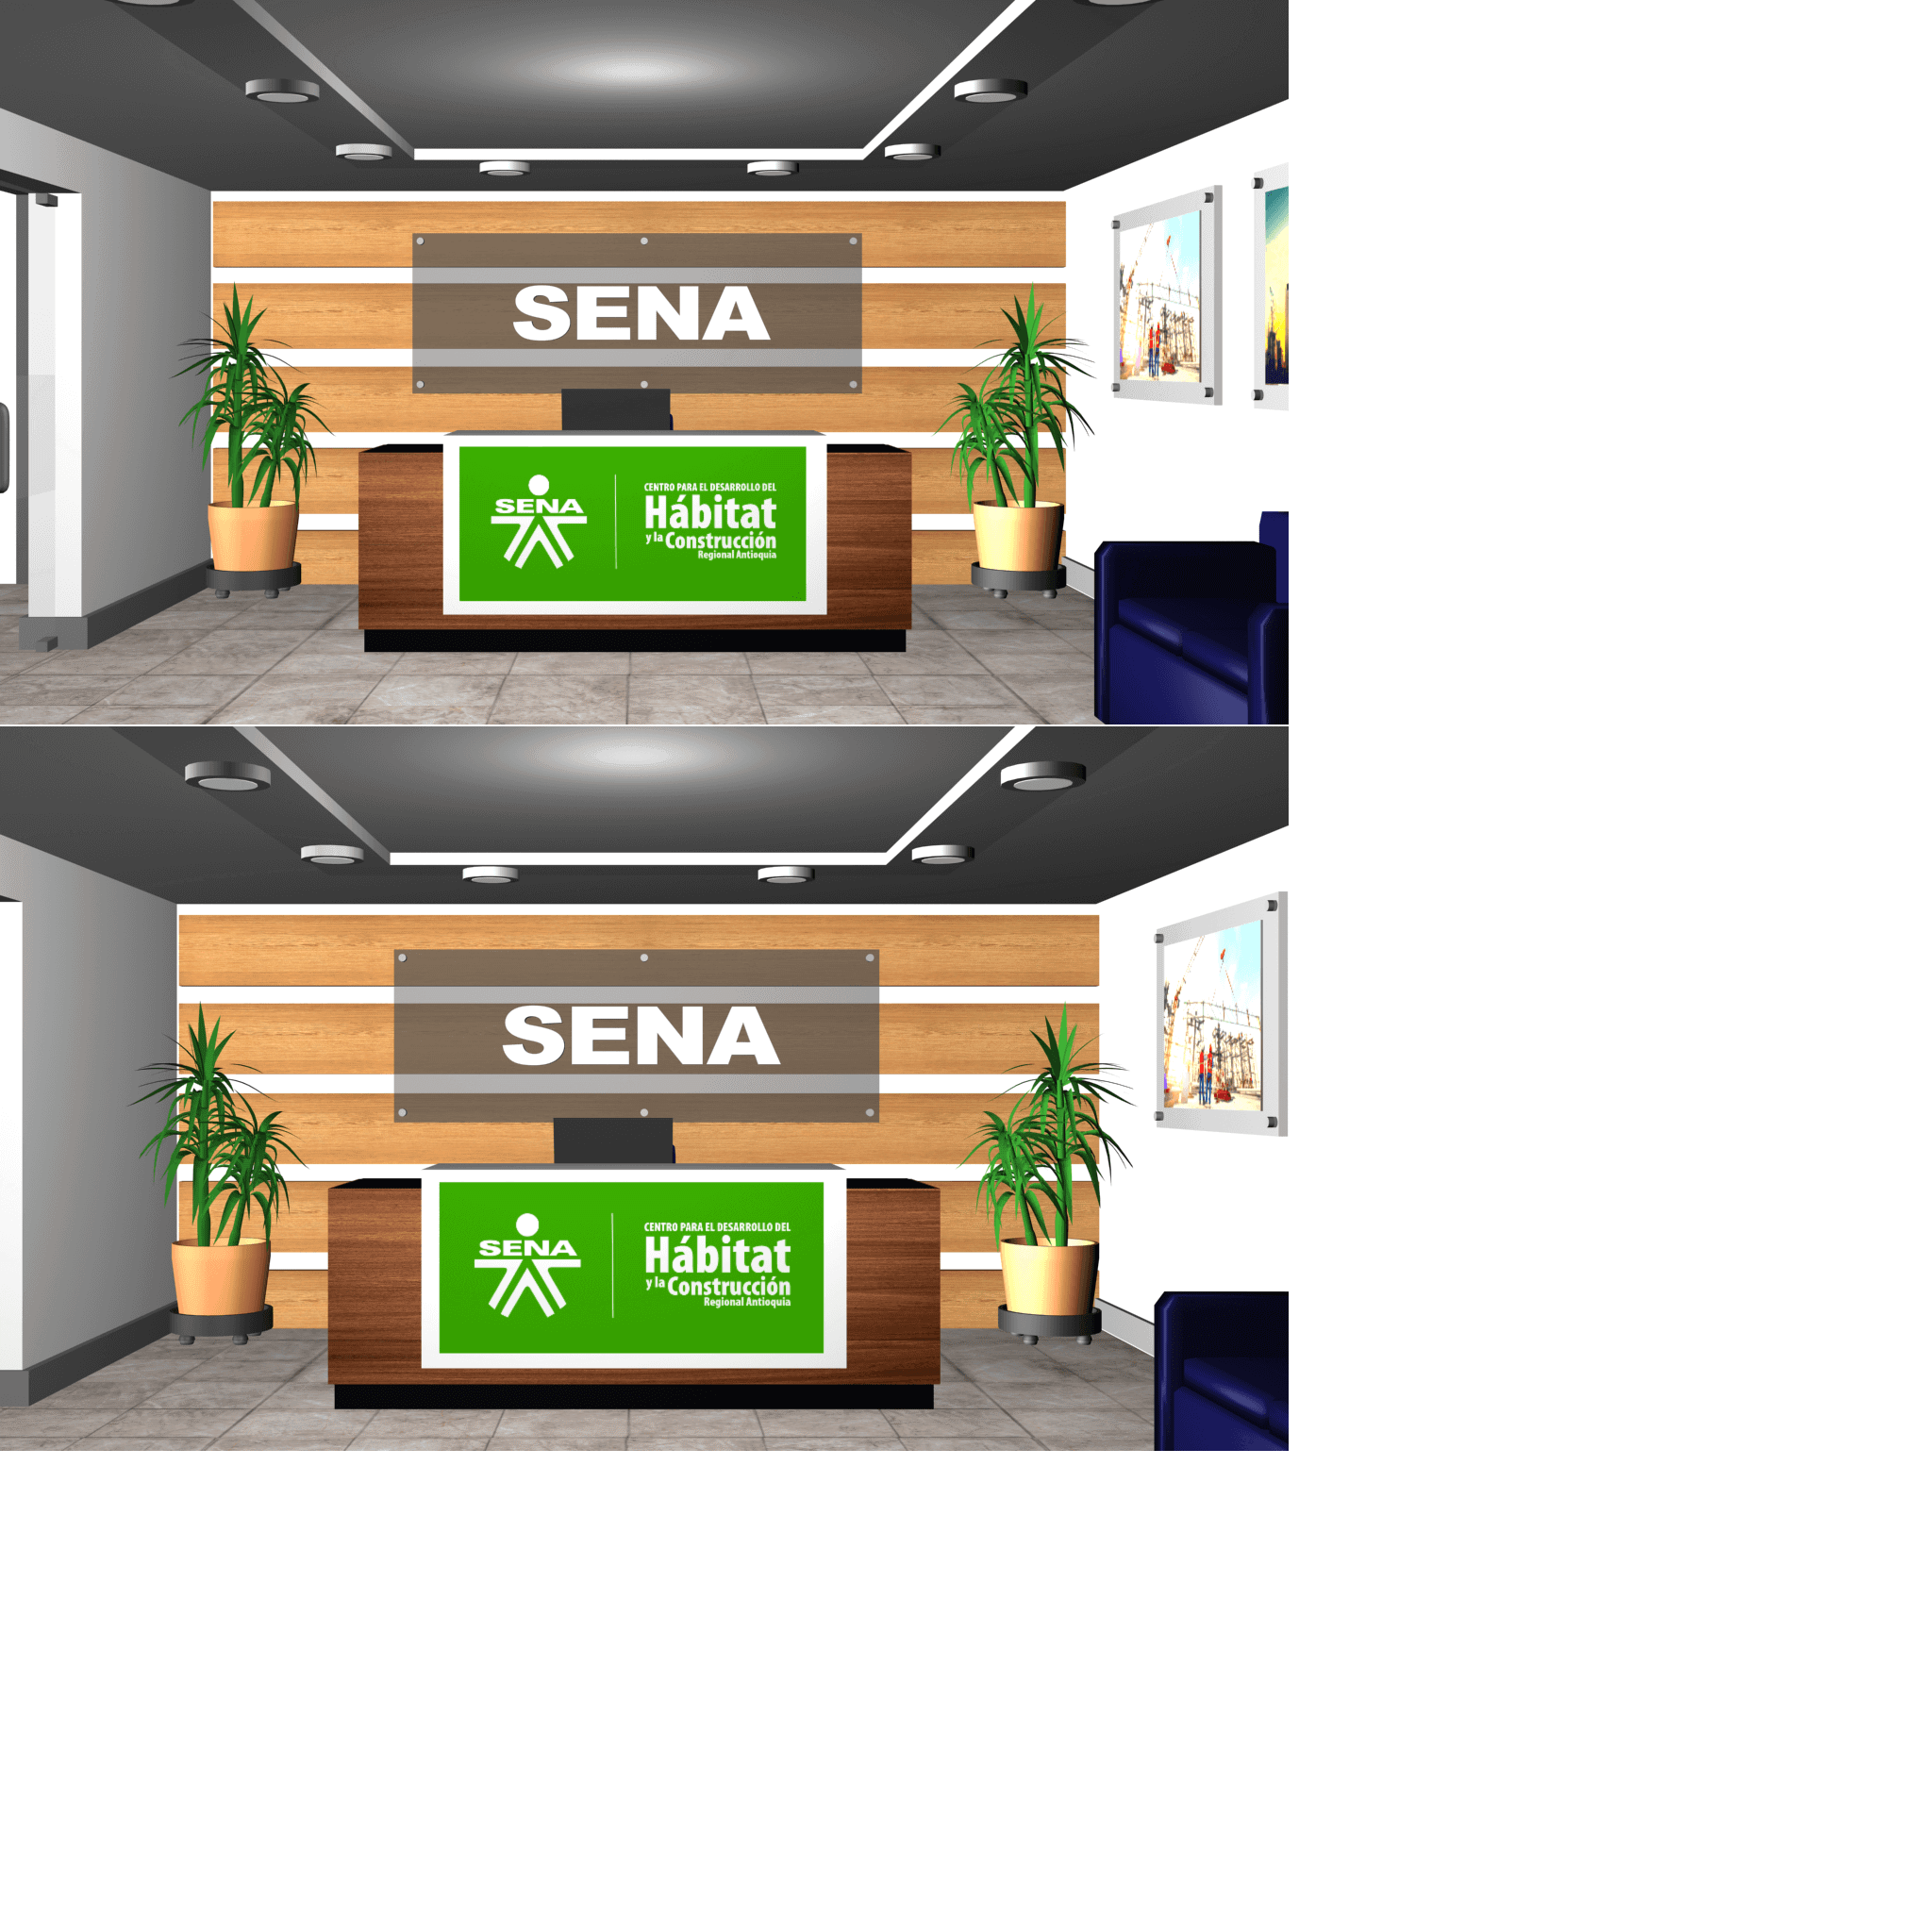 SENA
SENA
CENTRO PARA EL DESARROLLO DEL
Hábitat
y la Construcción
Regional Antioquia
SENA
SENA
CENTRO PARA EL DESARROLLO DEL
Hábitat
y la Construcción
Regional Antioquia